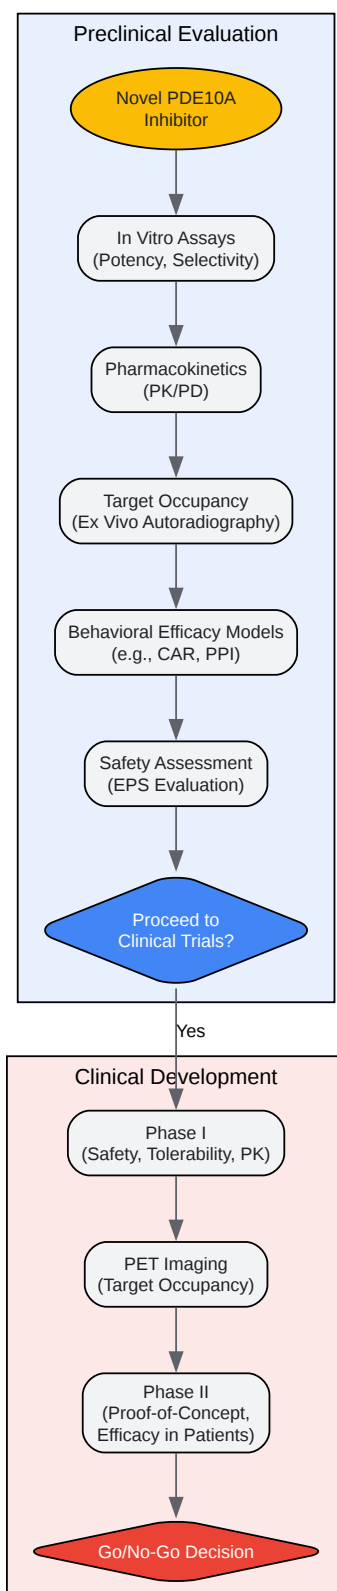 Preclinical Evaluation
Novel PDE10A
Inhibitor
In Vitro Assays
(Potency, Selectivity)
Pharmacokinetics
(PK/PD)
Target Occupancy
(Ex Vivo Autoradiography)
Behavioral Efficacy Models
(e.g., CAR, PPI)
Safety Assessment
(EPS Evaluation)
Proceed to
Clinical Trials?
Yes
Clinical Development
Phase I
(Safety, Tolerability, PK)
PET Imaging
(Target Occupancy)
Phase II
(Proof-of-Concept,
Efficacy in Patients)
Go/No-Go Decision